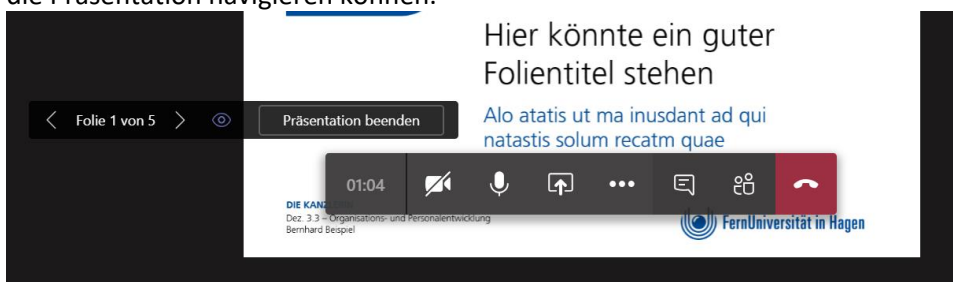 die Präsentation navigieren können.
Hier könnte ein guter
Folientitel stehen
Folie 1 von 5
Präsentation beenden
Alo atatis ut ma inusdant ad qui
natastis solum recatm quae
01:04
DIE KANZ
Dez. 3.3 – Organisations- und Personalentwicklung
Bernhard Beispiel
FernUniversität in Hagen